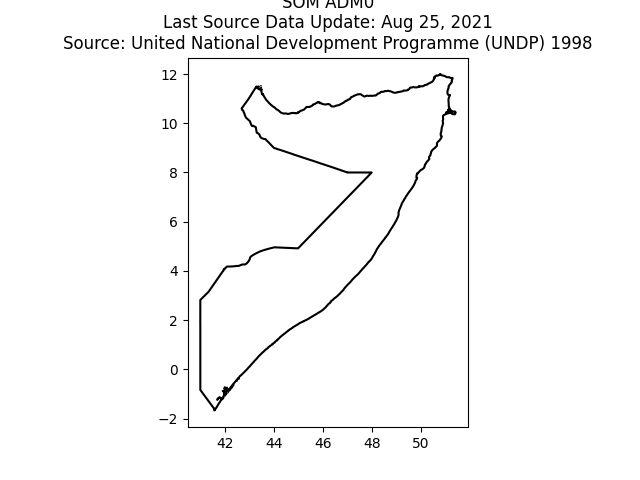 SOM ADM0
Last Source Data Update: Aug 25, 2021
Source: United National Development Programme (UNDP) 1998
12
10
8
6
4
2
0
−2
42 44 46 48 50